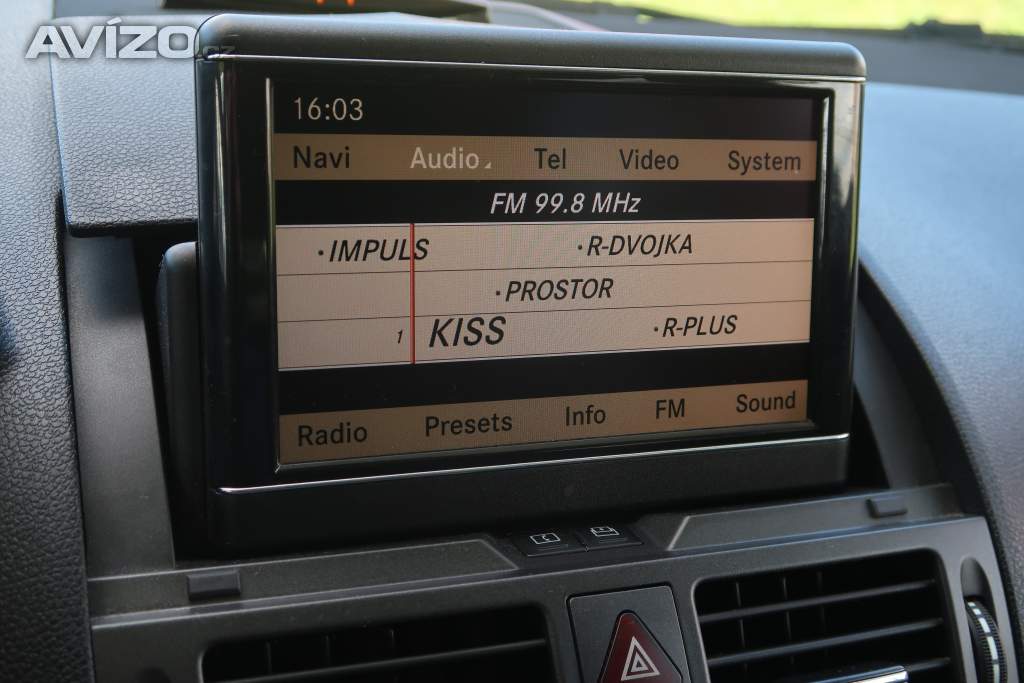 AVÍZO.cz
16:03
Navi Audio Tel Video System
FM 99.8 MHz
·IMPULS ·R-DVOJKA
·PROSTOR
1 KISS ·R-PLUS
Radio Presets Info FM Sound